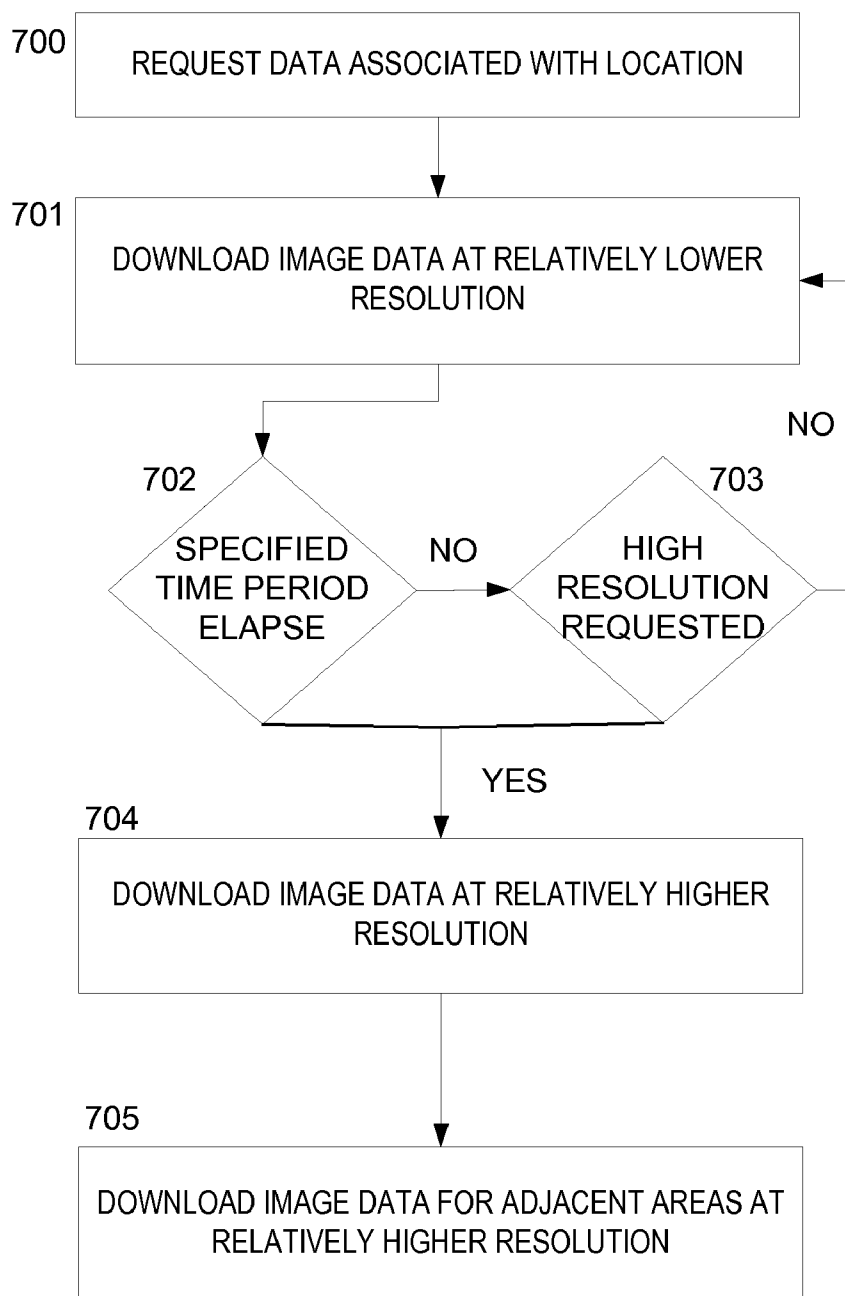 700
REQUEST DATA ASSOCIATED WITH LOCATION
701
DOWNLOAD IMAGE DATA AT RELATIVELY LOWER
RESOLUTION
NO
702
703
SPECIFIED
TIME PERIOD
ELAPSE
NO
HIGH
RESOLUTION
REQUESTED
YES
704
DOWNLOAD IMAGE DATA AT RELATIVELY HIGHER
RESOLUTION
705
DOWNLOAD IMAGE DATA FOR ADJACENT AREAS AT
RELATIVELY HIGHER RESOLUTION